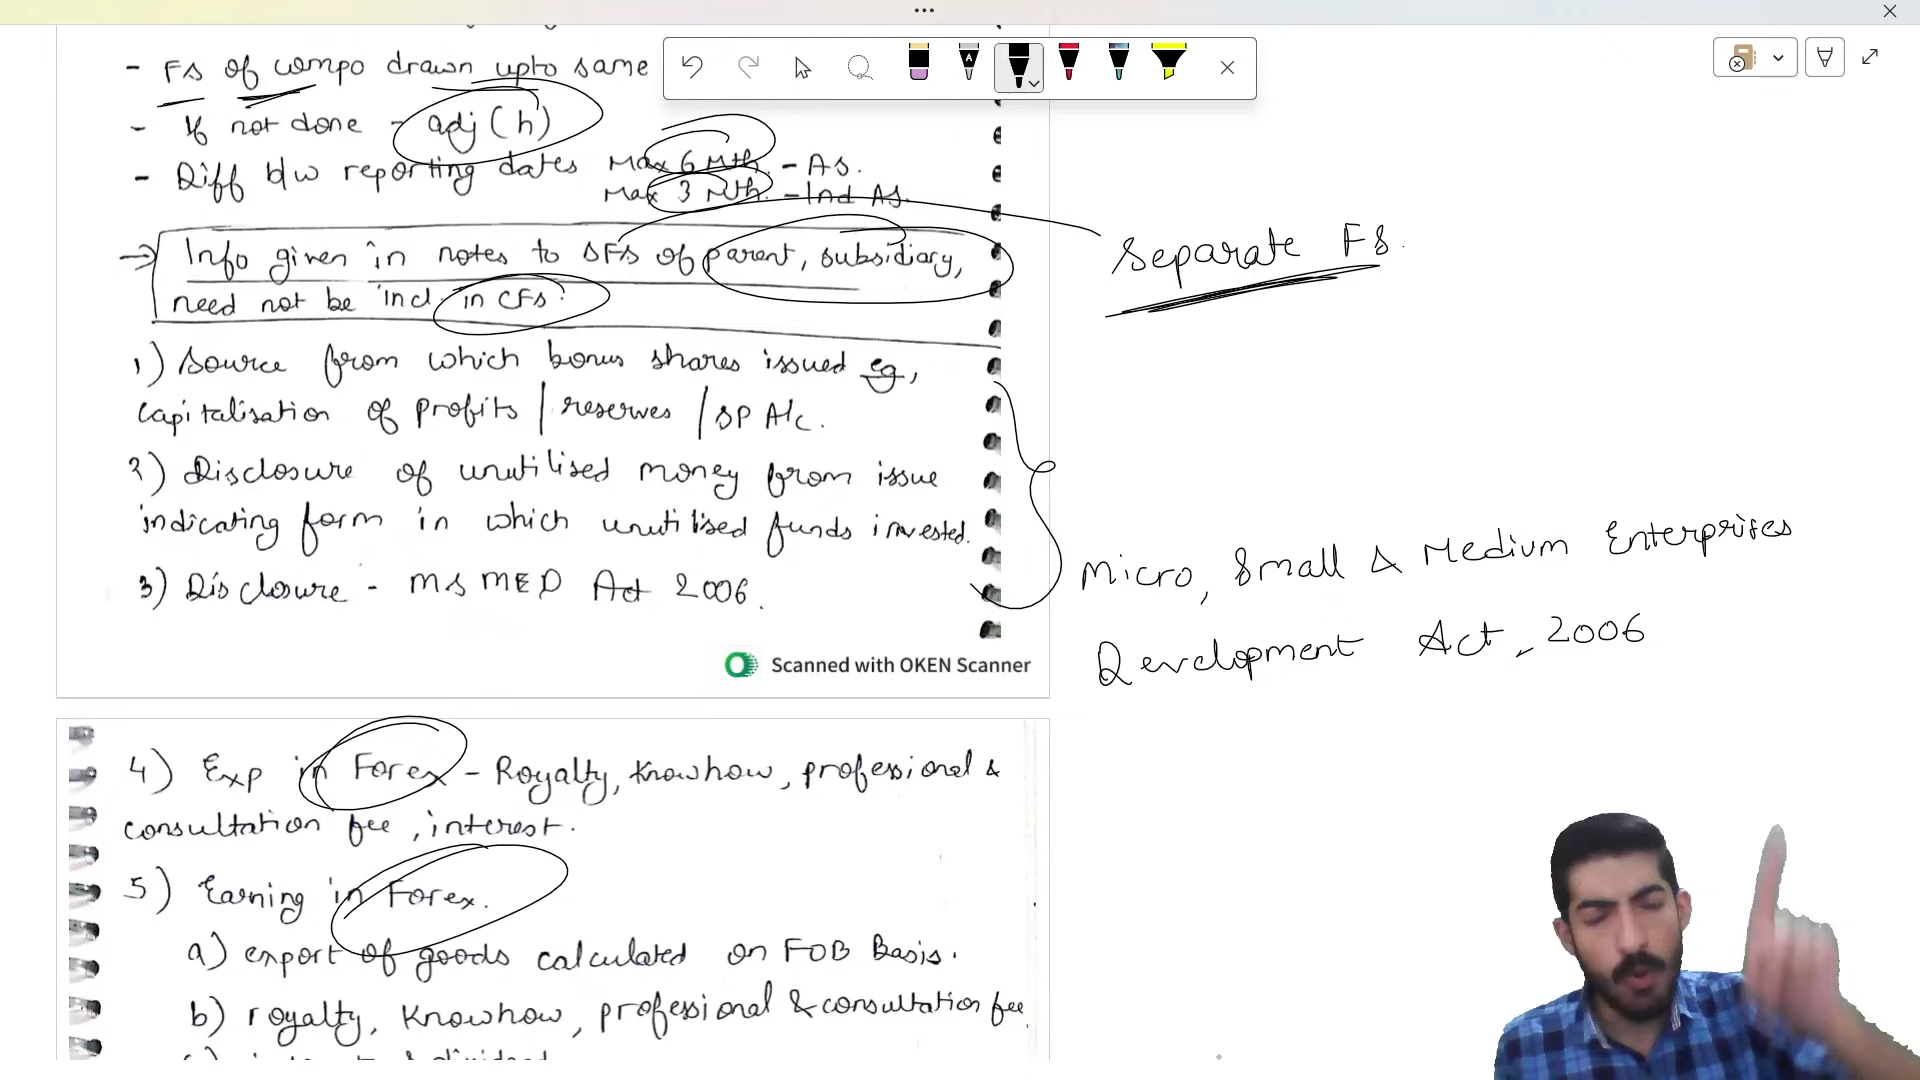 - FS of compo drawn upto same
- If not done - adj (h)
- Diff b/w reporting dates Max 6 Mth. - AS.
Max 3 Mth. - Ind AS.
→ Info given in notes to SFS of parent, subsidiary,
need not be incl. in CFS.
Separate FS.
1) Source from which bonus shares issued eg,
capitalisation of profits / reserves / SP A/c.
2) Disclosure of unutilised money from issue
indicating form in which unutilised funds invested.
3) Disclosure - MSMED Act 2006.
Micro, Small & Medium Enterprises
Development Act, 2006
Scanned with OKEN Scanner
4) Exp in Forex - Royalty, Knowhow, professional &
consultation fee, interest.
5) Earning in Forex.
a) export of goods calculated on FOB Basis.
b) royalty, Knowhow, professional & consultation fee